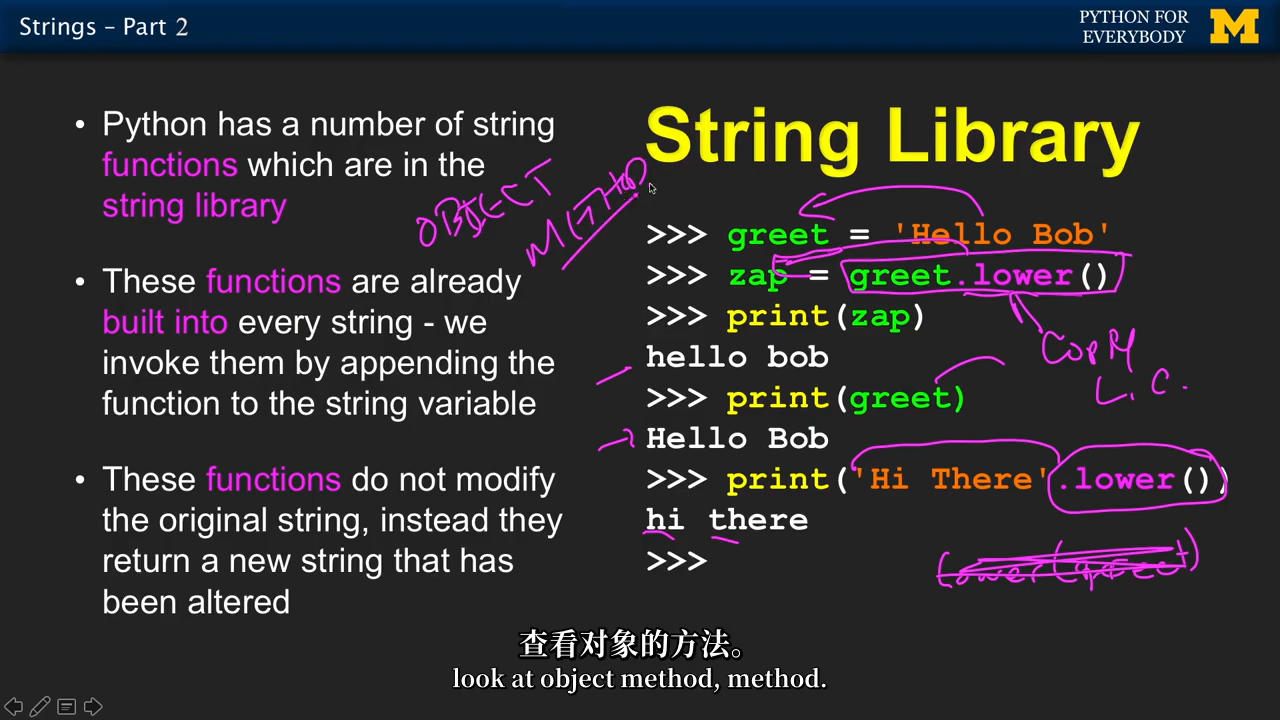 Strings – Part 2
PYTHON FOR
EVERYBODY
M
• Python has a number of string
functions which are in the
string library
OBJECT
METHOD
• These functions are already
built into every string - we
invoke them by appending the
function to the string variable
• These functions do not modify
the original string, instead they
return a new string that has
been altered
String Library
>>> greet = 'Hello Bob'
>>> zap = greet.lower()
>>> print(zap)
hello bob
>>> print(greet)
Hello Bob
>>> print('Hi There'.lower())
hi there
>>>
Copy
L.C.
lower(greet)
查看对象的方法。
look at object method, method.